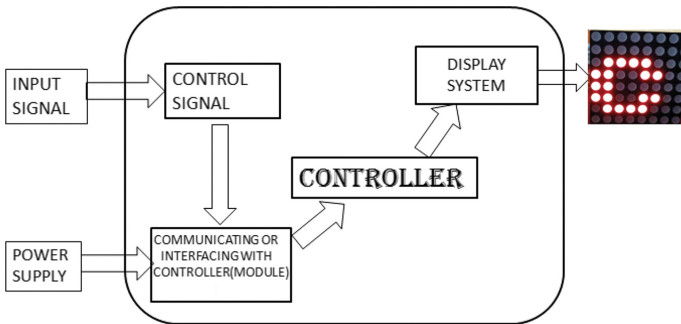 INPUT
SIGNAL
CONTROL
SIGNAL
DISPLAY
SYSTEM
C
CONTROLLER
POWER
SUPPLY
COMMUNICATING OR
INTERFACING WITH
CONTROLLER(MODULE)